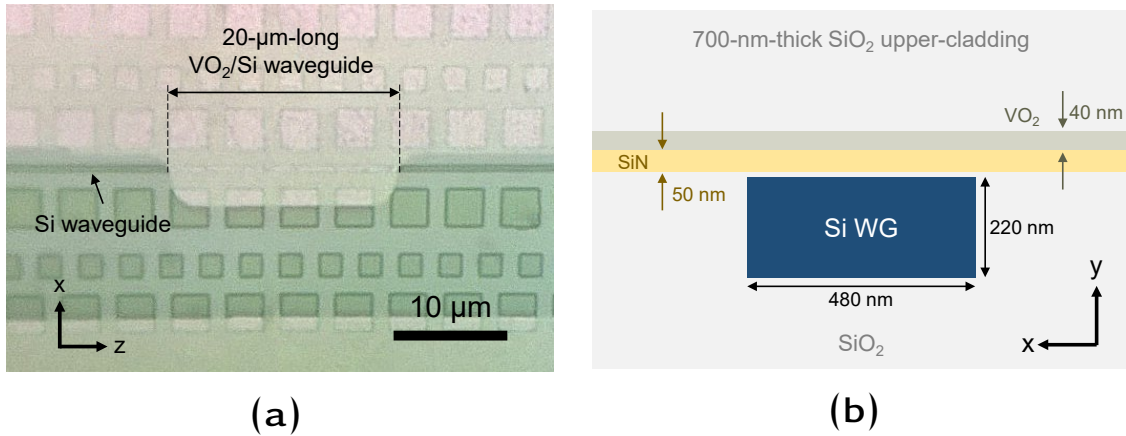 20-µm-long
VO₂/Si waveguide
Si waveguide
x
z
10 µm
(a)
700-nm-thick SiO₂ upper-cladding
VO₂
40 nm
SiN
50 nm
Si WG
220 nm
480 nm
SiO₂
y
x
(b)